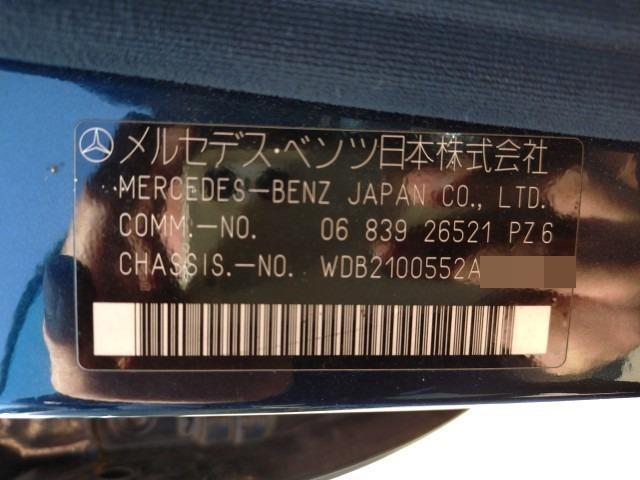 メルセデス・ベンツ日本株式会社
MERCEDES-BENZ JAPAN CO., LTD.
COMM.-NO. 06 839 26521 PZ6
CHASSIS.-NO. WDB2100552A